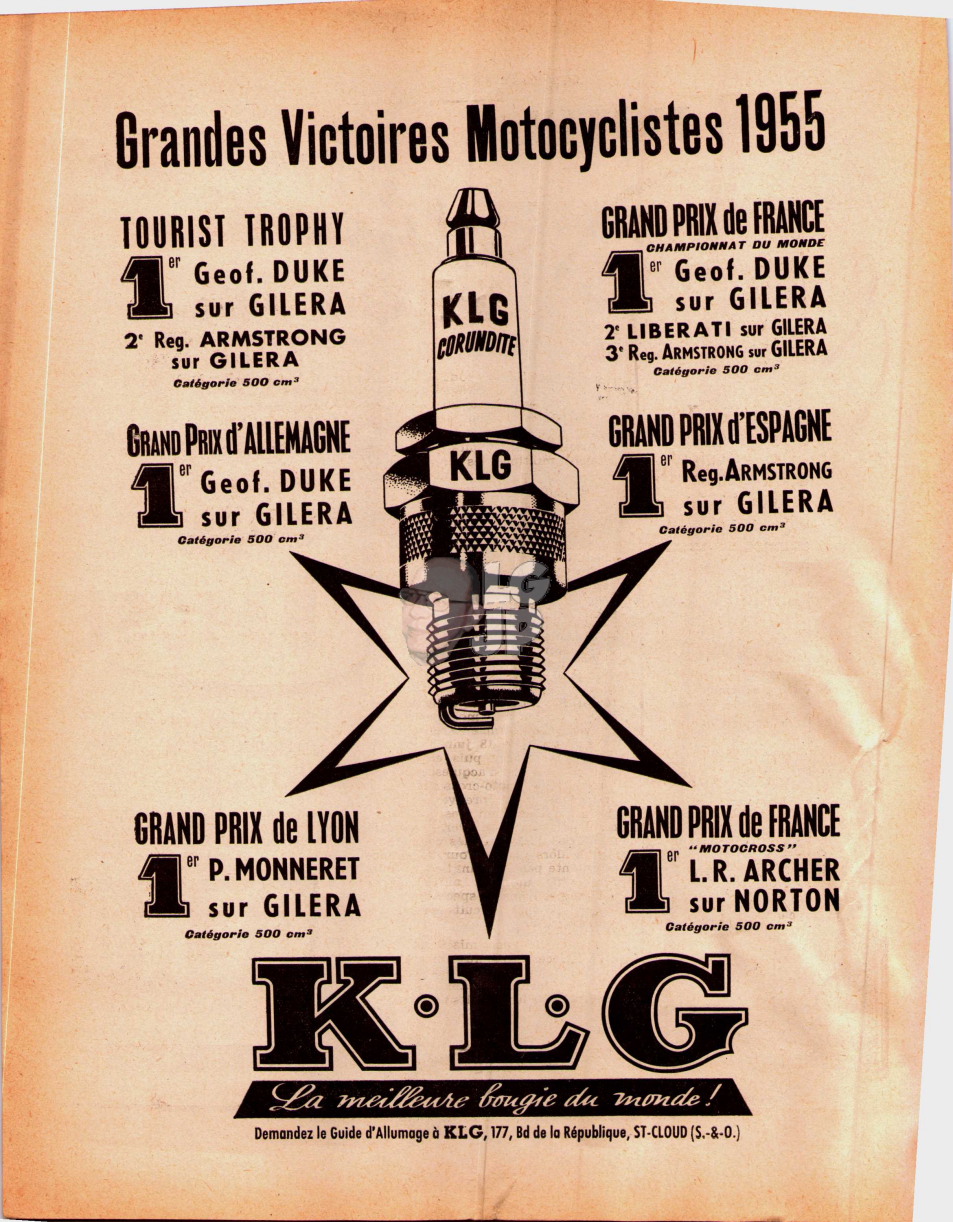 Grandes Victoires Motocyclistes 1955
TOURIST TROPHY
1er Geof. DUKE
sur GILERA
2e Reg. ARMSTRONG
sur GILERA
Catégorie 500 cm³
GRAND PRIX de FRANCE
CHAMPIONNAT DU MONDE
1er Geof. DUKE
sur GILERA
2e LIBERATI sur GILERA
3e Reg. ARMSTRONG sur GILERA
Catégorie 500 cm³
KLG
CORUNDITE
KLG
GRAND PRIX d'ALLEMAGNE
1er Geof. DUKE
sur GILERA
Catégorie 500 cm³
GRAND PRIX d'ESPAGNE
1er Reg. ARMSTRONG
sur GILERA
Catégorie 500 cm³
GRAND PRIX de LYON
1er P. MONNERET
sur GILERA
Catégorie 500 cm³
GRAND PRIX de FRANCE
"MOTOCROSS"
1er L. R. ARCHER
sur NORTON
Catégorie 500 cm³
K·L·G
La meilleure bougie du monde !
Demandez le Guide d'Allumage à KLG, 177, Bd de la République, ST-CLOUD (S.-&-O.)